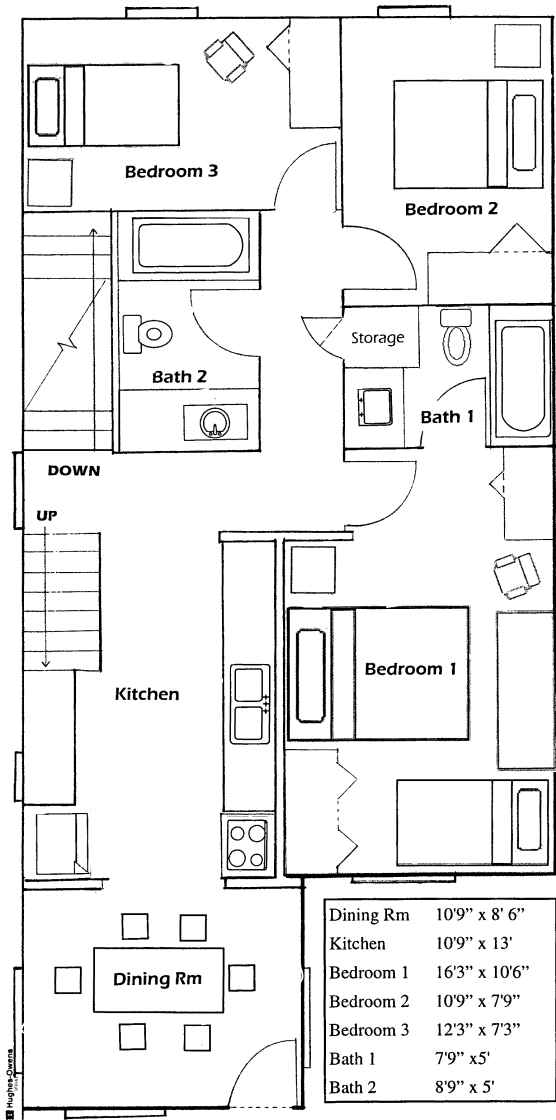 Bedroom 3
Bedroom 2
Storage
Bath 2
Bath 1
DOWN
UP
Bedroom 1
Kitchen
Dining Rm
Dining Rm 10'9" x 8' 6"
Kitchen 10'9" x 13'
Bedroom 1 16'3" x 10'6"
Bedroom 2 10'9" x 7'9"
Bedroom 3 12'3" x 7'3"
Bath 1 7'9" x5'
Bath 2 8'9" x 5'
Hughes-Owens